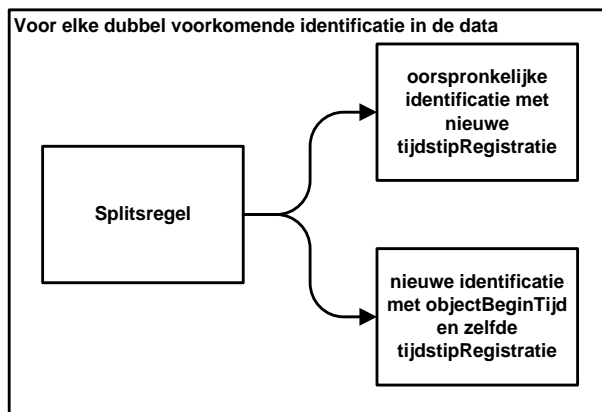 Voor elke dubbel voorkomende identificatie in de data
oorspronkelijke
identificatie met
nieuwe
tijdstipRegistratie
Splitsregel
nieuwe identificatie
met objectBeginTijd
en zelfde
tijdstipRegistratie